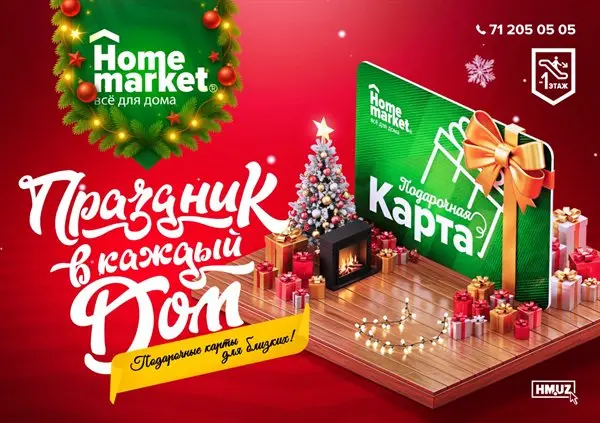 Home
market®
всё для дома
71 205 05 05
-1
ЭТАЖ
Home
market®
всё для дома
Подарочная
Карта
Праздник
в каждый
Дом
Подарочные карты
для близких!
HM.UZ